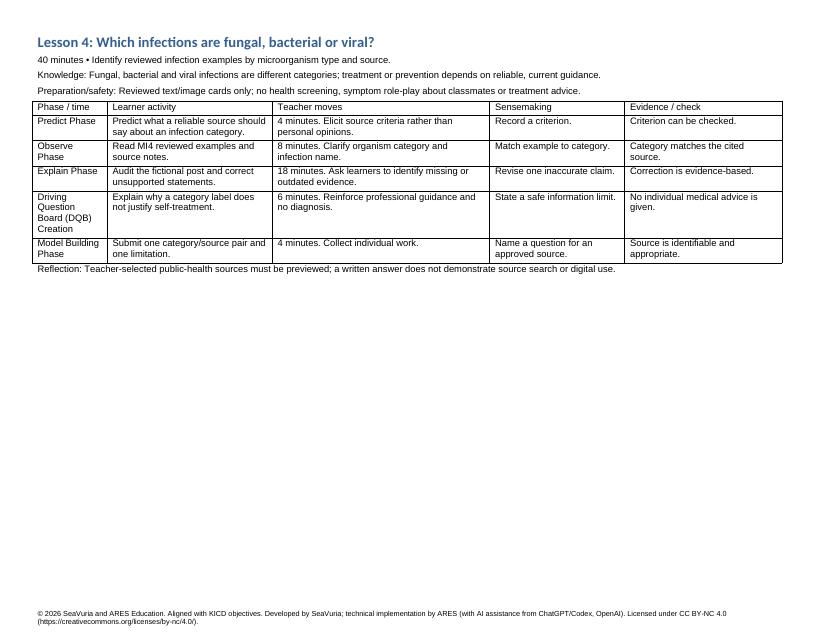 Lesson 4: Which infections are fungal, bacterial or viral?
40 minutes • Identify reviewed infection examples by microorganism type and source.
Knowledge: Fungal, bacterial and viral infections are different categories; treatment or prevention depends on reliable, current guidance.
Preparation/safety: Reviewed text/image cards only; no health screening, symptom role-play about classmates or treatment advice.
Phase / time
Learner activity
Teacher moves
Sensemaking
Evidence / check
Predict Phase
Predict what a reliable source should
say about an infection category.
4 minutes. Elicit source criteria rather than
personal opinions.
Record a criterion.
Criterion can be checked.
Observe
Phase
Read MI4 reviewed examples and
source notes.
8 minutes. Clarify organism category and
infection name.
Match example to category.
Category matches the cited
source.
Explain Phase
Audit the fictional post and correct
unsupported statements.
18 minutes. Ask learners to identify missing or
outdated evidence.
Revise one inaccurate claim.
Correction is evidence-based.
Driving
Question
Board (DQB)
Creation
Explain why a category label does
not justify self-treatment.
6 minutes. Reinforce professional guidance and
no diagnosis.
State a safe information limit.
No individual medical advice is
given.
Model Building
Phase
Submit one category/source pair and
one limitation.
4 minutes. Collect individual work.
Name a question for an
approved source.
Source is identifiable and
appropriate.
Reflection: Teacher-selected public-health sources must be previewed; a written answer does not demonstrate source search or digital use.
© 2026 SeaVuria and ARES Education. Aligned with KICD objectives. Developed by SeaVuria; technical implementation by ARES (with AI assistance from ChatGPT/Codex, OpenAI). Licensed under CC BY-NC 4.0
(https://creativecommons.org/licenses/by-nc/4.0/).